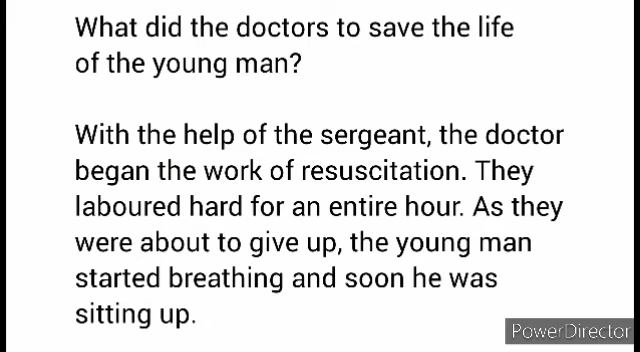 What did the doctors to save the life
of the young man?
With the help of the sergeant, the doctor
began the work of resuscitation. They
laboured hard for an entire hour. As they
were about to give up, the young man
started breathing and soon he was
sitting up.
PowerDirector